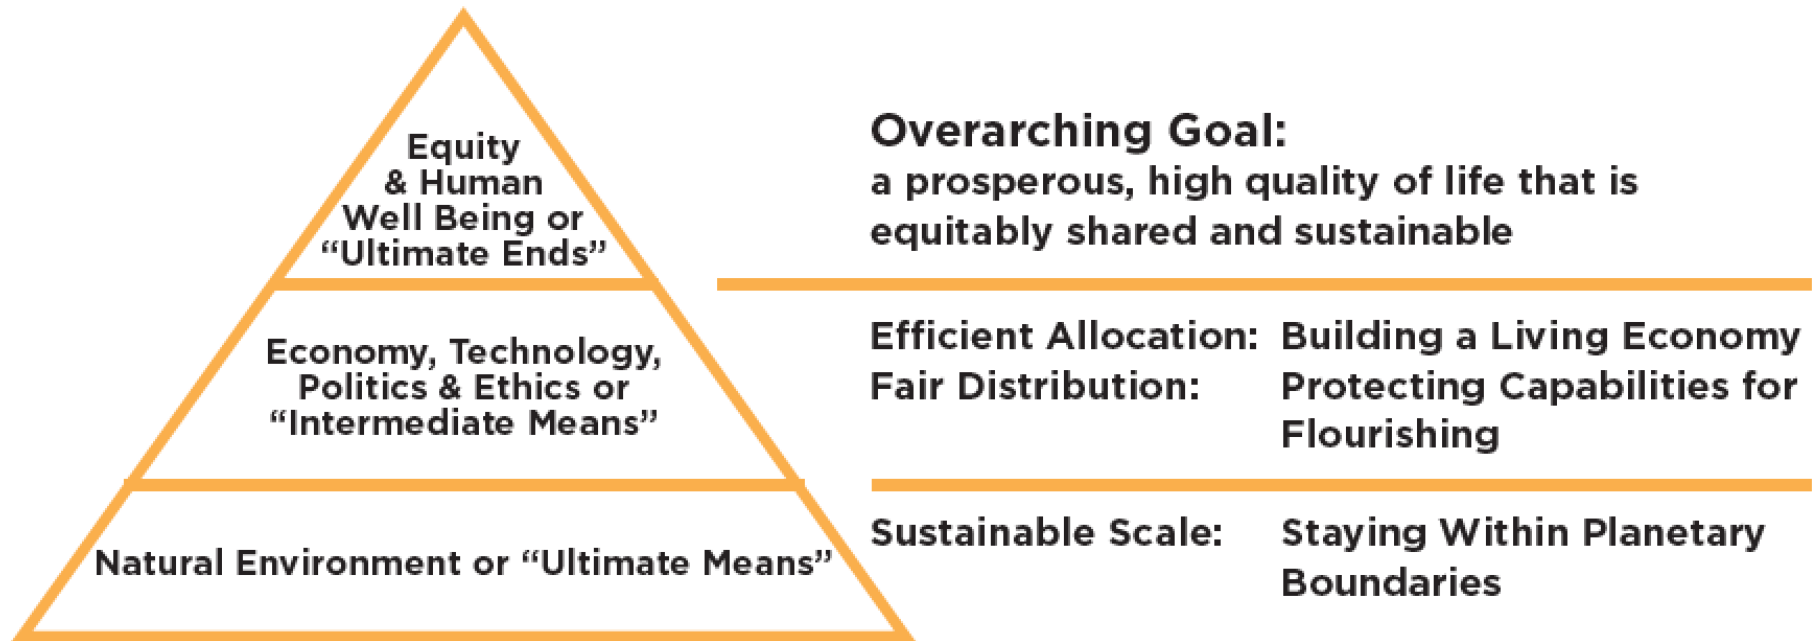 Equity
& Human
Well Being or
“Ultimate Ends”
Overarching Goal:
a prosperous, high quality of life that is
equitably shared and sustainable
Economy, Technology,
Politics & Ethics or
“Intermediate Means”
Efficient Allocation: Building a Living Economy
Fair Distribution: Protecting Capabilities for
Flourishing
Natural Environment or “Ultimate Means”
Sustainable Scale: Staying Within Planetary
Boundaries